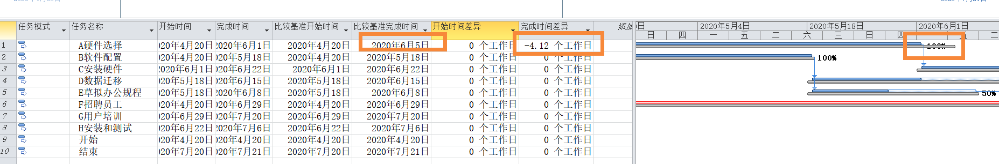 任务模式 任务名称 开始时间 完成时间 比较基准开始时间 比较基准完成时间 开始时间差异 完成时间差异 添加 0日 2020年5月4日 2020年5月18日 2020年6月1日
日 四 一 五 二 六 三 日 四 一 五 二
1 A硬件选择 020年4月20日 2020年6月1日 2020年4月20日 2020年6月5日 0 个工作日 -4.12 个工作日 100%
2 B软件配置 020年4月20日 020年5月18日 2020年4月20日 2020年5月18日 0 个工作日 0 个工作日 100%
3 C安装硬件 2020年6月1日 020年6月22日 2020年6月1日 2020年6月22日 0 个工作日 0 个工作日
4 D数据迁移 020年5月18日 020年6月15日 2020年5月18日 2020年6月15日 0 个工作日 0 个工作日
5 E草拟办公规程 020年5月18日 2020年6月8日 2020年5月18日 2020年6月8日 0 个工作日 0 个工作日 50%
6 F招聘员工 020年4月20日 020年6月29日 2020年4月20日 2020年6月29日 0 个工作日 0 个工作日
7 G用户培训 020年6月29日 020年7月20日 2020年6月29日 2020年7月20日 0 个工作日 0 个工作日
8 H安装和测试 020年6月22日 2020年7月6日 2020年6月22日 2020年7月6日 0 个工作日 0 个工作日
9 开始 020年4月20日 020年4月20日 2020年4月20日 2020年4月20日 0 个工作日 0 个工作日
10 结束 020年7月20日 020年7月21日 2020年7月20日 2020年7月21日 0 个工作日 0 个工作日